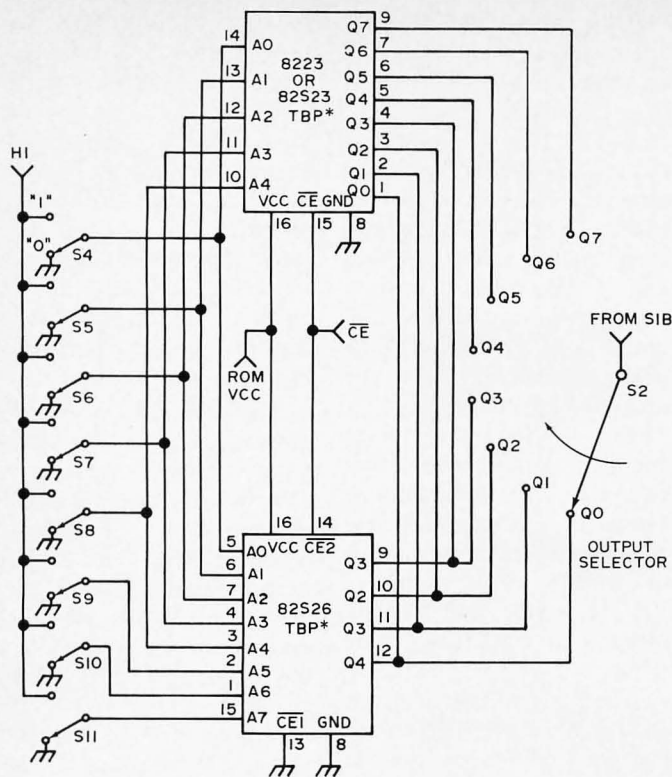 14 A0
13 A1
12 A2
11 A3
10 A4
8223
OR
82S23
TBP*
VCC CE GND
16 15 8
Q7 9
Q6 7
Q5 6
Q4 5
Q3 4
Q2 3
Q1 2
Q0 1
HI
"1"
"0"
S4
S5
S6
S7
S8
S9
S10
S11
ROM
VCC
CE
Q7
Q6
Q5
Q4
Q3
Q2
Q1
Q0
FROM S1B
S2
OUTPUT
SELECTOR
16 14
5 A0
6 A1
7 A2
4 A3
3 A4
2 A5
1 A6
15 A7
VCC CE2
82S26
TBP*
Q3 9
Q2 10
Q3 11
Q4 12
CE1 GND
13 8